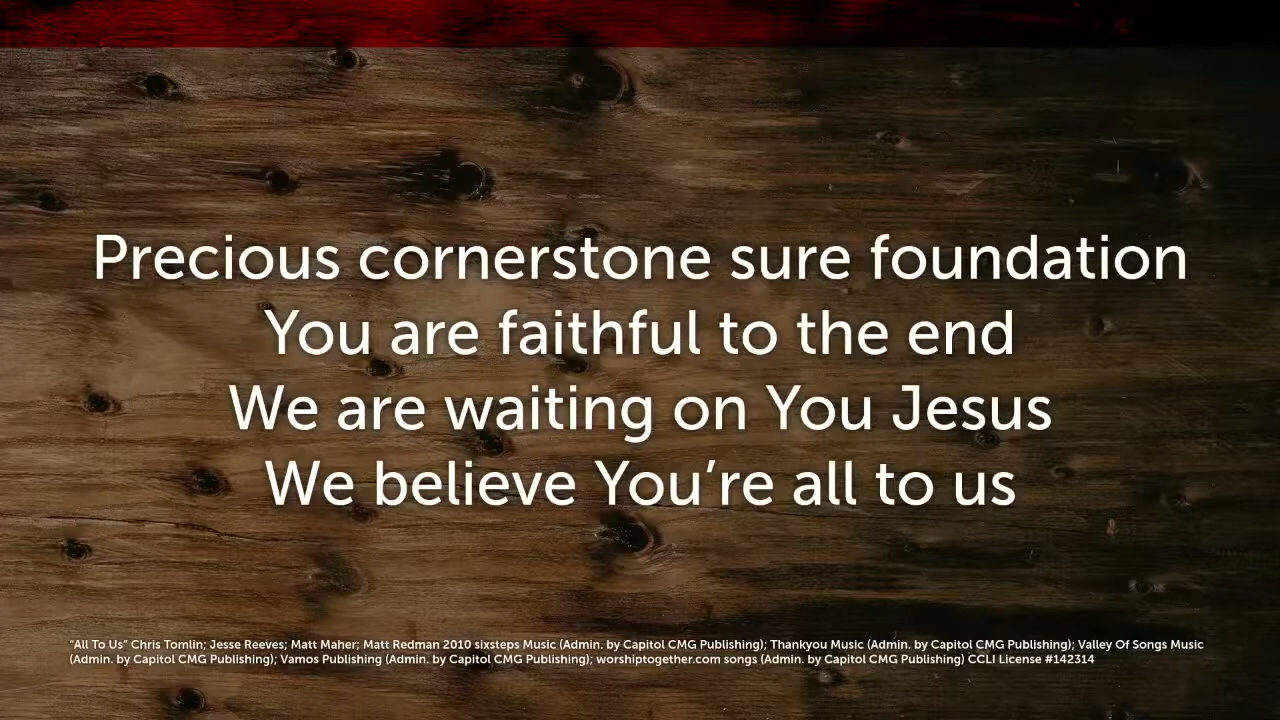 Precious cornerstone sure foundation
You are faithful to the end
We are waiting on You Jesus
We believe You’re all to us
“All To Us” Chris Tomlin; Jesse Reeves; Matt Maher; Matt Redman 2010 sixsteps Music (Admin. by Capitol CMG Publishing); Thankyou Music (Admin. by Capitol CMG Publishing); Valley Of Songs Music
(Admin. by Capitol CMG Publishing); Vamos Publishing (Admin. by Capitol CMG Publishing); worshiptogether.com songs (Admin. by Capitol CMG Publishing) CCLI License #142314